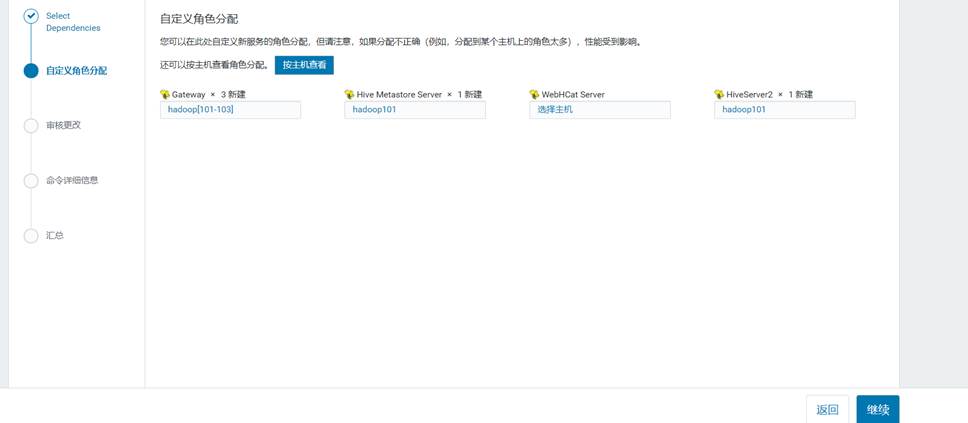 Select
Dependencies
自定义角色分配
审核更改
命令详细信息
汇总
自定义角色分配
您可以在此处自定义新服务的角色分配，但请注意，如果分配不正确（例如，分配到某个主机上的角色太多），性能受到影响。
还可以按主机查看角色分配。 按主机查看
Gateway × 3 新建 Hive Metastore Server × 1 新建 WebHCat Server HiveServer2 × 1 新建
hadoop[101-103] hadoop101 选择主机 hadoop101
返回 继续